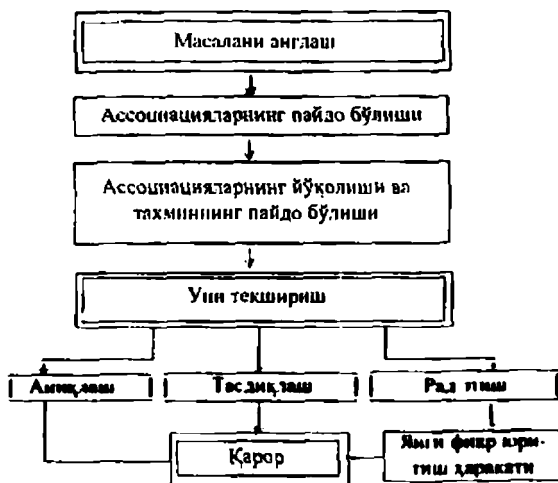 Масалани англаш
Ассоциацияларнинг пайдо бўлиши
Ассоциацияларнинг йўқолиши ва
тахминнинг пайдо бўлиши
Уни текшириш
Аниқлаш
Тасдиқлаш
Рад этиш
Янги фикр юри-
тиш ҳаракати
Қарор